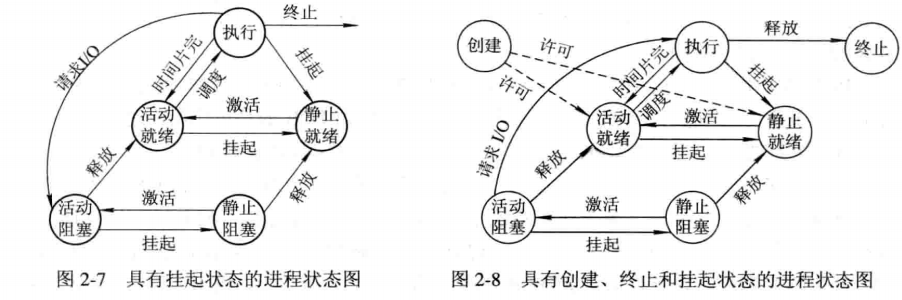 请求I/O
执行
终止
时间片完
调度
挂起
活动
就绪
激活
挂起
静止
就绪
释放
释放
活动
阻塞
激活
挂起
静止
阻塞
图 2-7 具有挂起状态的进程状态图
创建
许可
许可
执行
释放
终止
请求 I/O
时间片完
调度
挂起
活动
就绪
激活
挂起
静止
就绪
释放
释放
活动
阻塞
激活
挂起
静止
阻塞
图 2-8 具有创建、终止和挂起状态的进程状态图